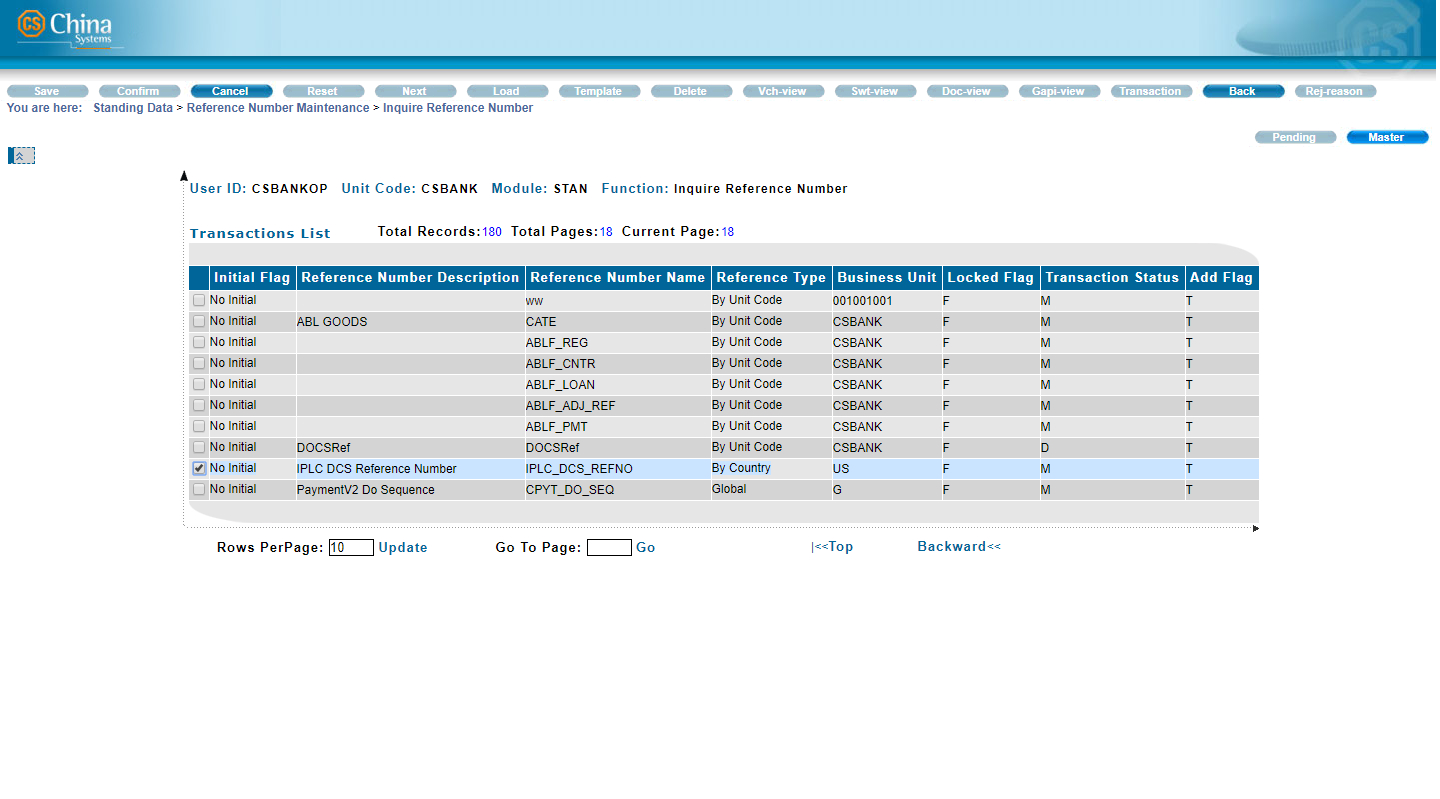 CS China
Systems
CS
Save Confirm Cancel Reset Next Load Template Delete Vch-view Swt-view Doc-view Gapi-view Transaction Back Rej-reason
You are here: Standing Data > Reference Number Maintenance > Inquire Reference Number
Pending Master
User ID: CSBANKOP Unit Code: CSBANK Module: STAN Function: Inquire Reference Number
Transactions List Total Records:180 Total Pages:18 Current Page:18
Initial Flag Reference Number Description Reference Number Name Reference Type Business Unit Locked Flag Transaction Status Add Flag
No Initial ww By Unit Code 001001001 F M T
No Initial ABL GOODS CATE By Unit Code CSBANK F M T
No Initial ABLF_REG By Unit Code CSBANK F M T
No Initial ABLF_CNTR By Unit Code CSBANK F M T
No Initial ABLF_LOAN By Unit Code CSBANK F M T
No Initial ABLF_ADJ_REF By Unit Code CSBANK F M T
No Initial ABLF_PMT By Unit Code CSBANK F M T
No Initial DOCSRef DOCSRef By Unit Code CSBANK F D T
No Initial IPLC DCS Reference Number IPLC_DCS_REFNO By Country US F M T
No Initial PaymentV2 Do Sequence CPYT_DO_SEQ Global G F M T
Rows PerPage: 10 Update Go To Page: Go |<<Top Backward<<